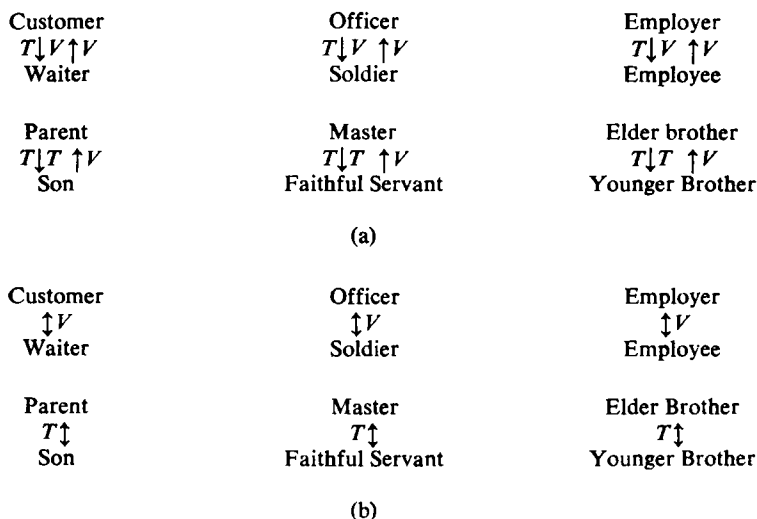 Customer Officer Employer
T↓V↑V T↓V ↑V T↓V ↑V
Waiter Soldier Employee
Parent Master Elder brother
T↓T ↑V T↓T ↑V T↓T ↑V
Son Faithful Servant Younger Brother
(a)
Customer Officer Employer
↕V ↕V ↕V
Waiter Soldier Employee
Parent Master Elder Brother
T↕ T↕ T↕
Son Faithful Servant Younger Brother
(b)